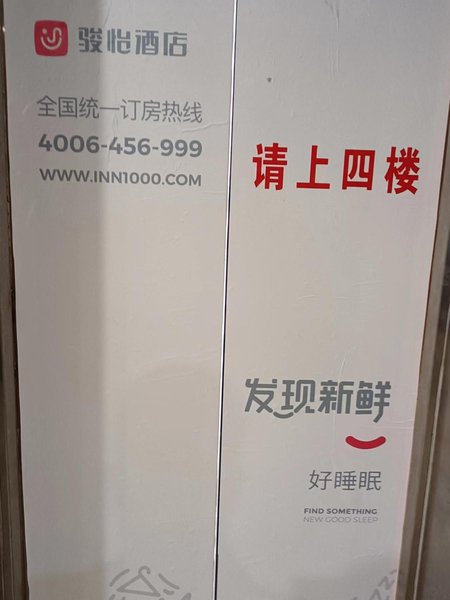 骏怡酒店
全国统一订房热线
4006-456-999
WWW.INN1000.COM
请上四楼
发现新鲜
好睡眠
FIND SOMETHING
NEW GOOD SLEEP